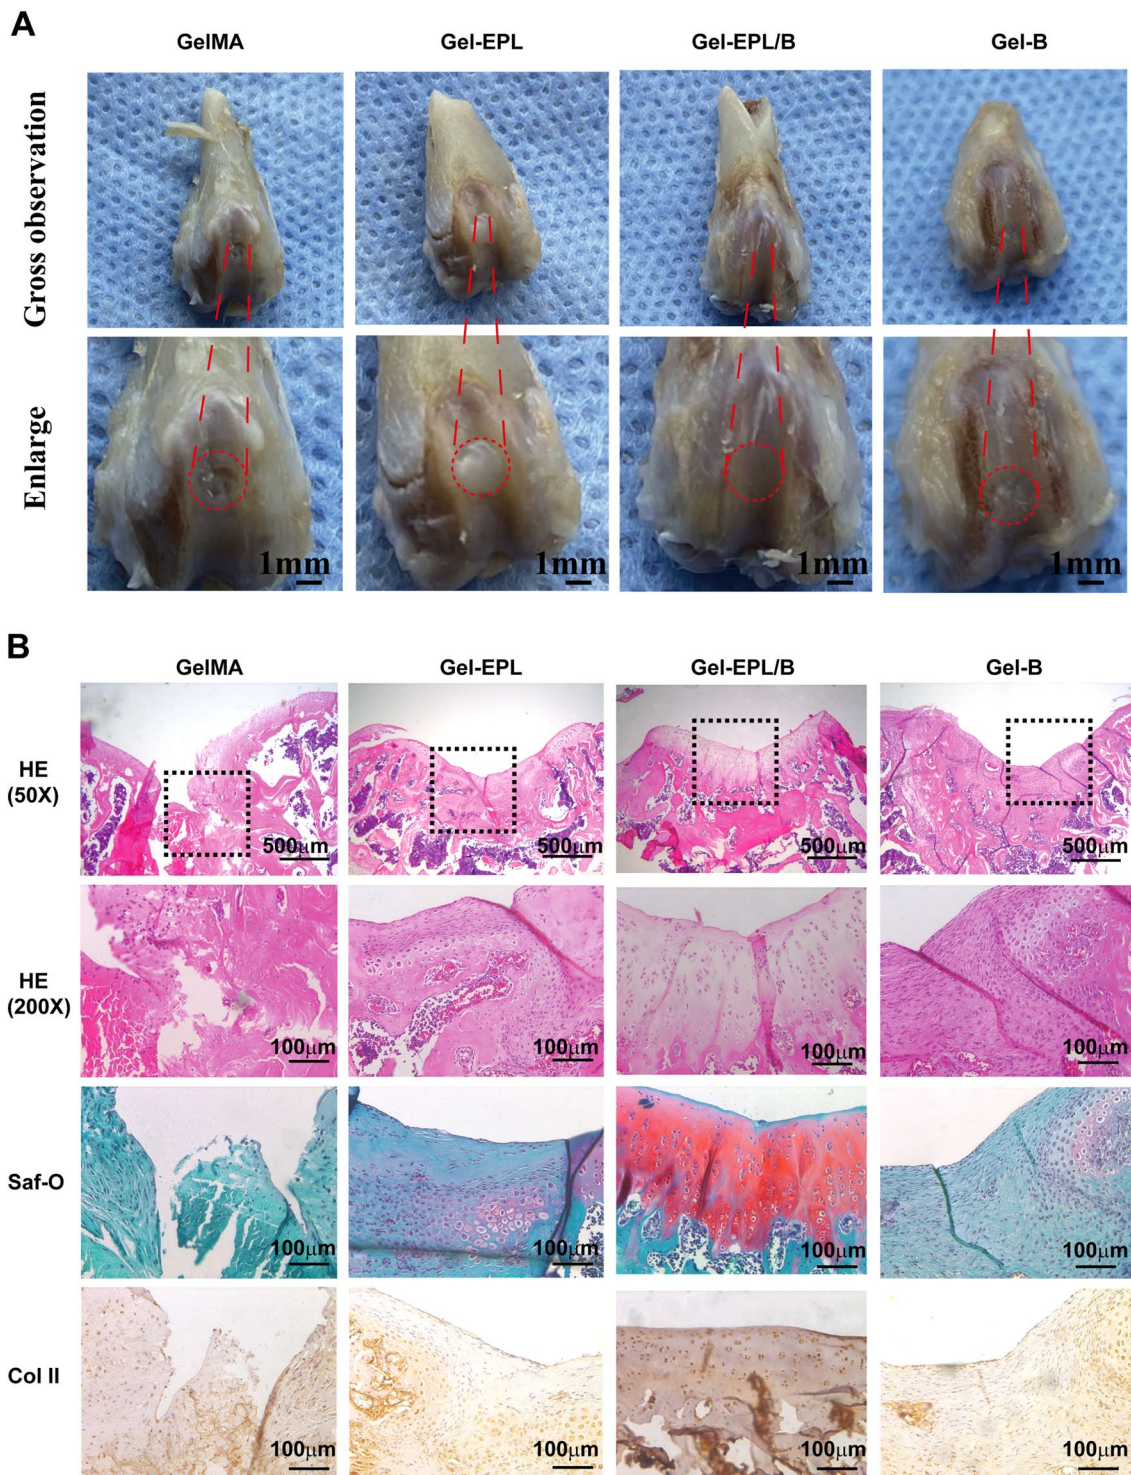 A
GelMA Gel-EPL Gel-EPL/B Gel-B
Gross observation
Enlarge
1mm 1mm 1mm 1mm
B
GelMA Gel-EPL Gel-EPL/B Gel-B
HE
(50X)
500μm 500μm 500μm 500μm
HE
(200X)
100μm 100μm 100μm 100μm
Saf-O
100μm 100μm 100μm 100μm
Col II
100μm 100μm 100μm 100μm